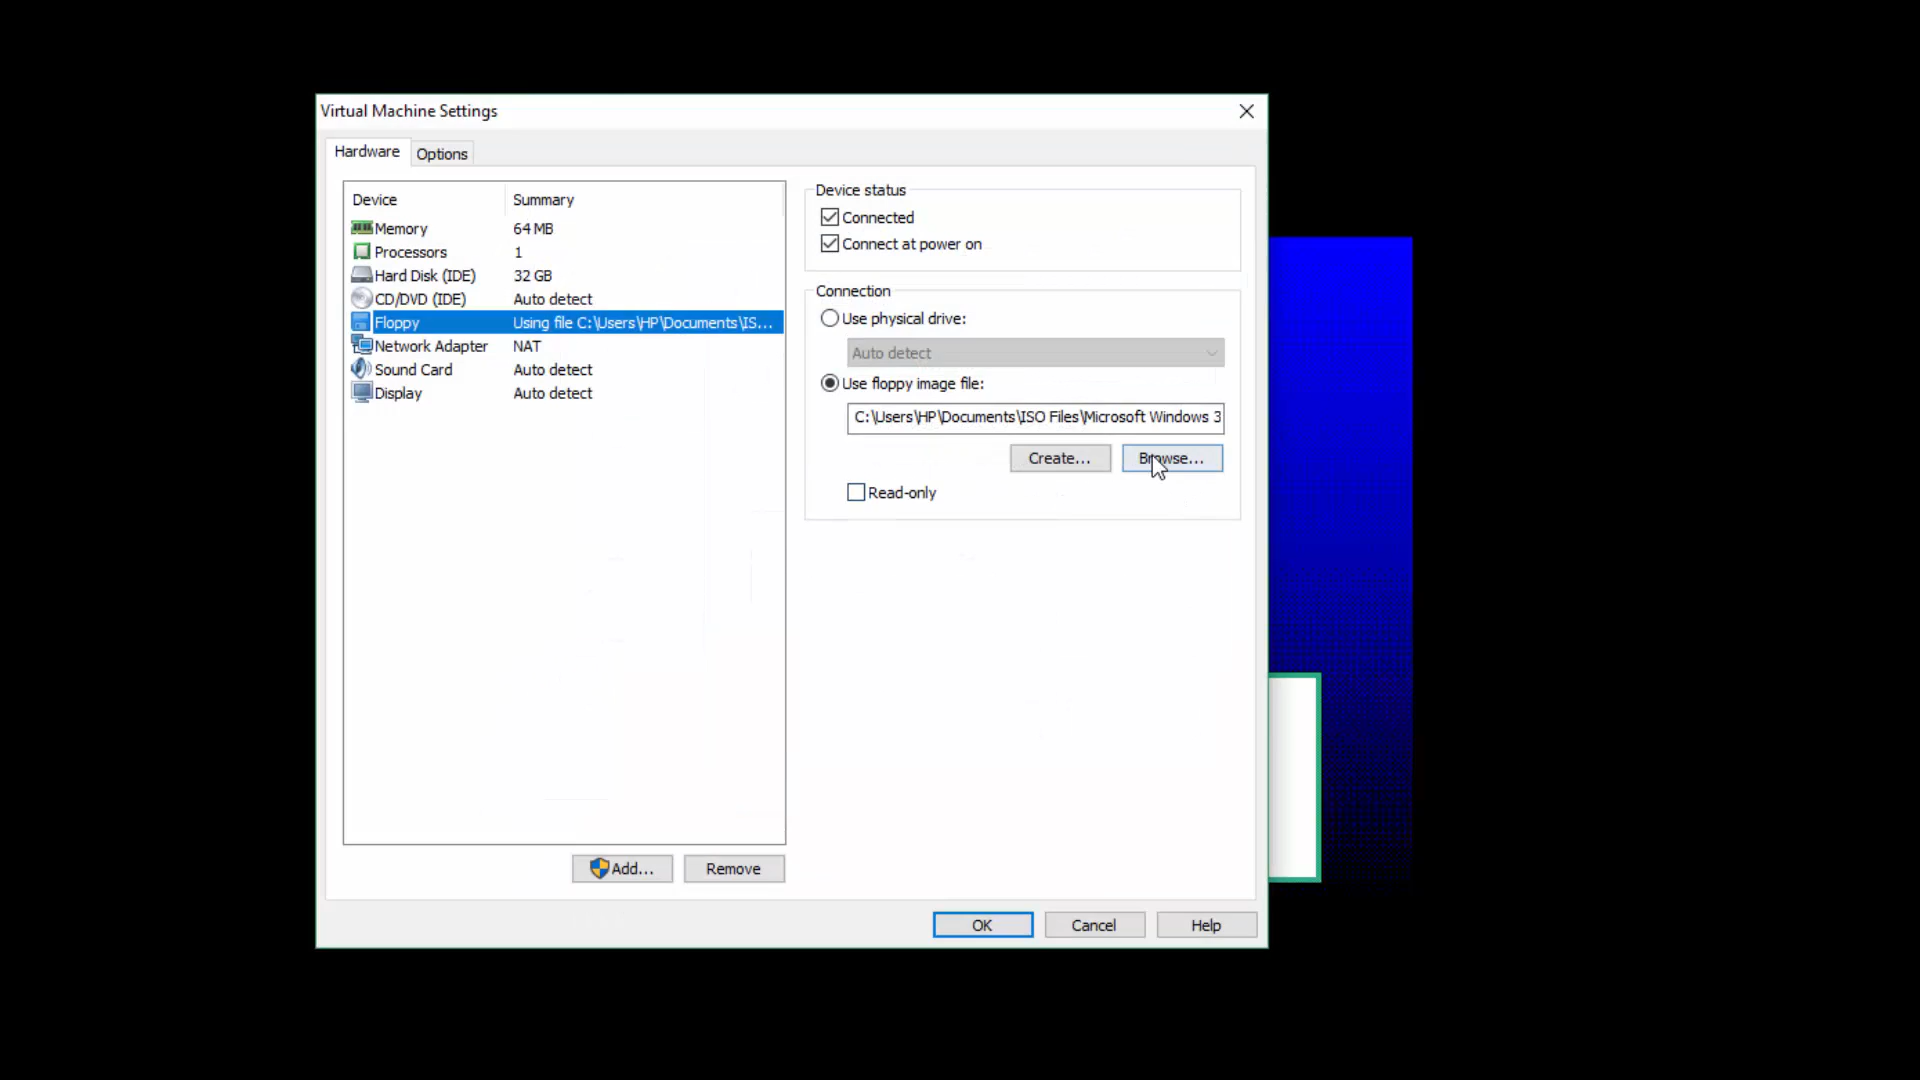 Virtual Machine Settings
Hardware Options
Device Summary
Memory 64 MB
Processors 1
Hard Disk (IDE) 32 GB
CD/DVD (IDE) Auto detect
Floppy Using file C:\Users\HP\Documents\IS...
Network Adapter NAT
Sound Card Auto detect
Display Auto detect
Add... Remove
Device status
Connected
Connect at power on
Connection
Use physical drive:
Auto detect
Use floppy image file:
C:\Users\HP\Documents\ISO Files\Microsoft Windows 3
Create... Browse...
Read-only
OK Cancel Help